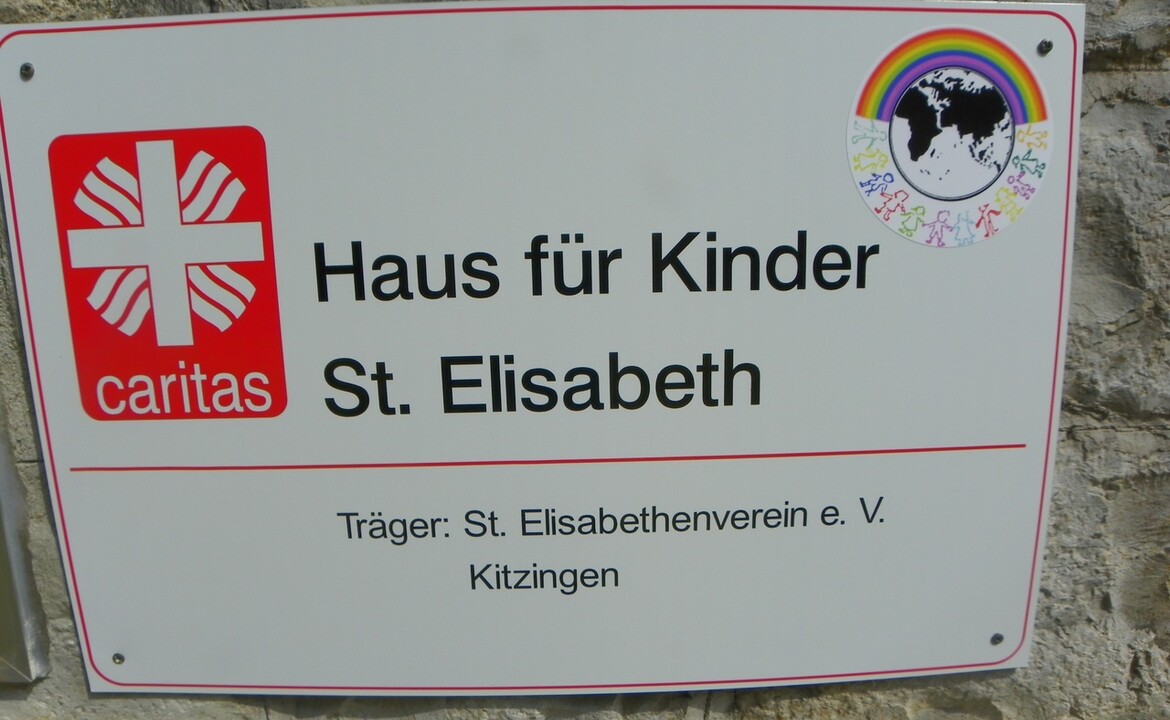 caritas
Haus für Kinder
St. Elisabeth
Träger: St. Elisabethenverein e. V.
Kitzingen